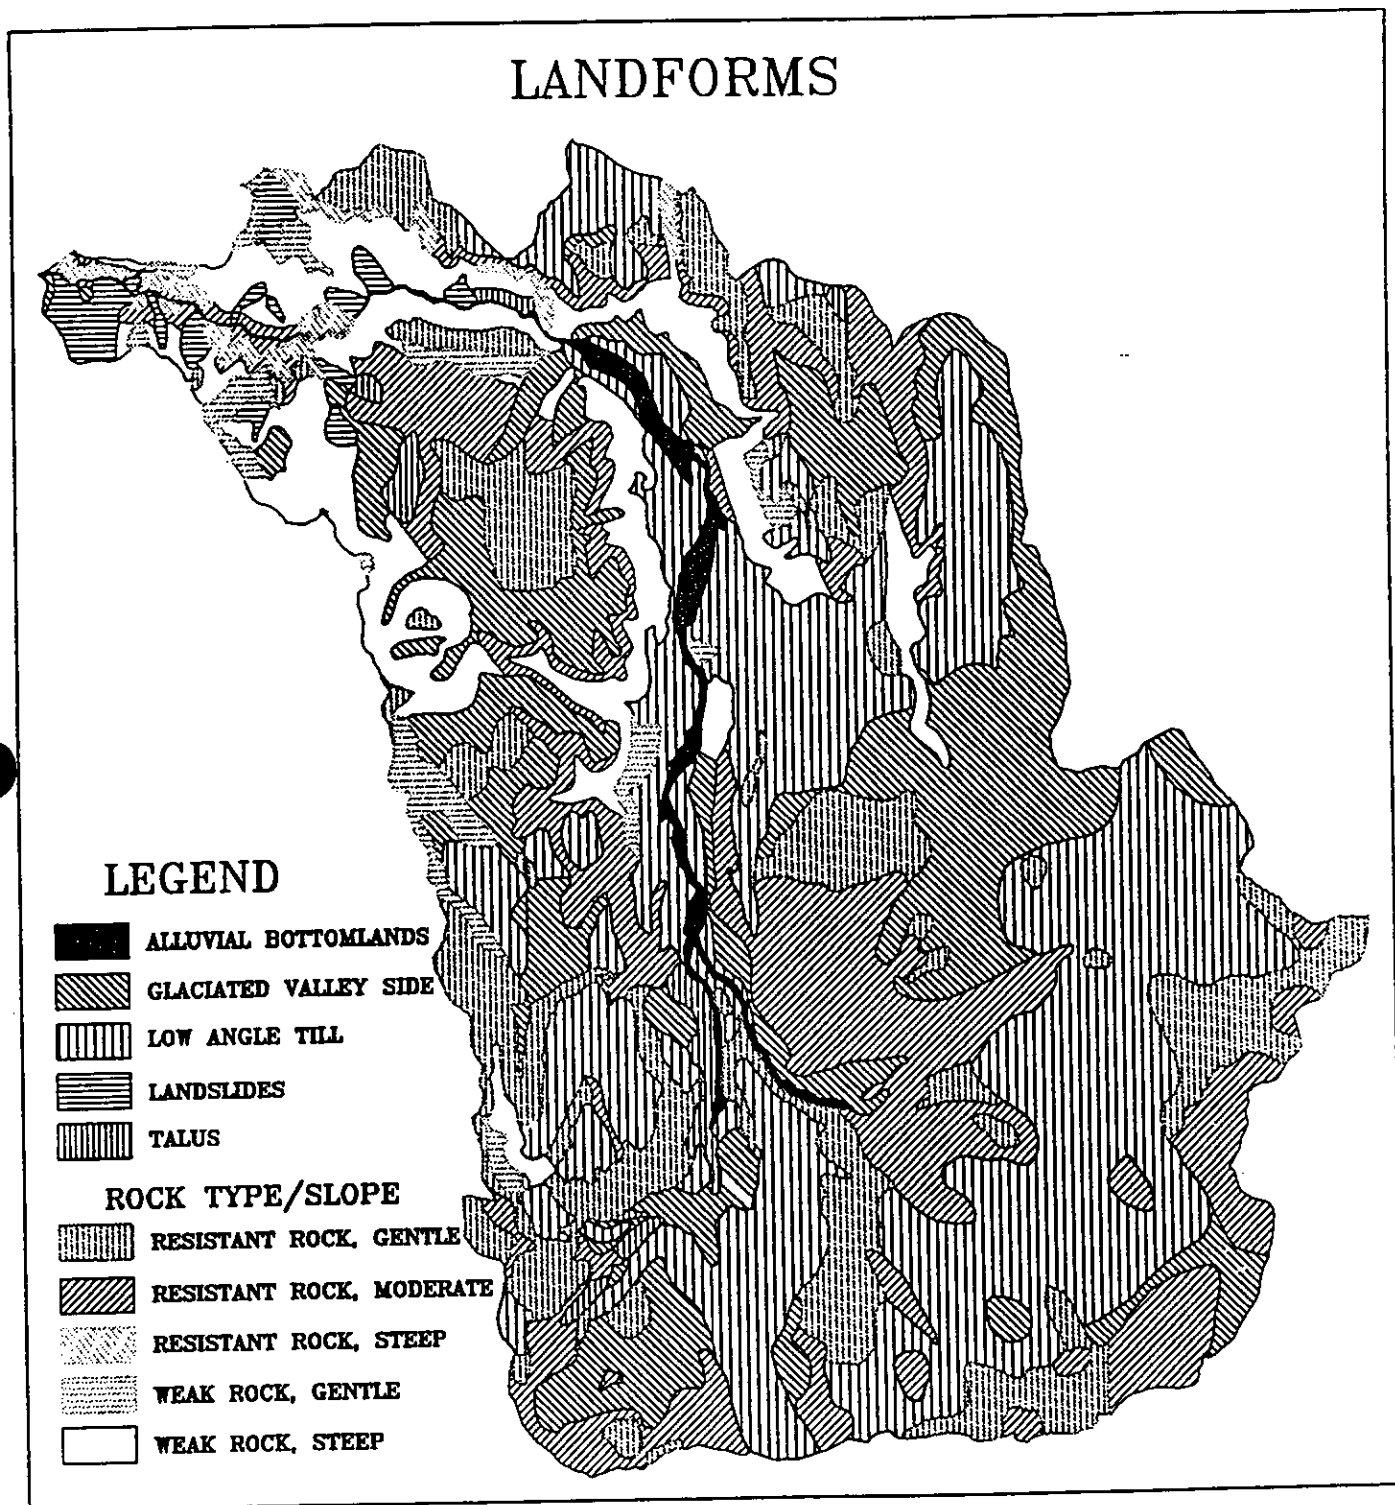 LANDFORMS
LEGEND
ALLUVIAL BOTTOMLANDS
GLACIATED VALLEY SIDE
LOW ANGLE TILL
LANDSLIDES
TALUS
ROCK TYPE/SLOPE
RESISTANT ROCK, GENTLE
RESISTANT ROCK, MODERATE
RESISTANT ROCK, STEEP
WEAK ROCK, GENTLE
WEAK ROCK, STEEP